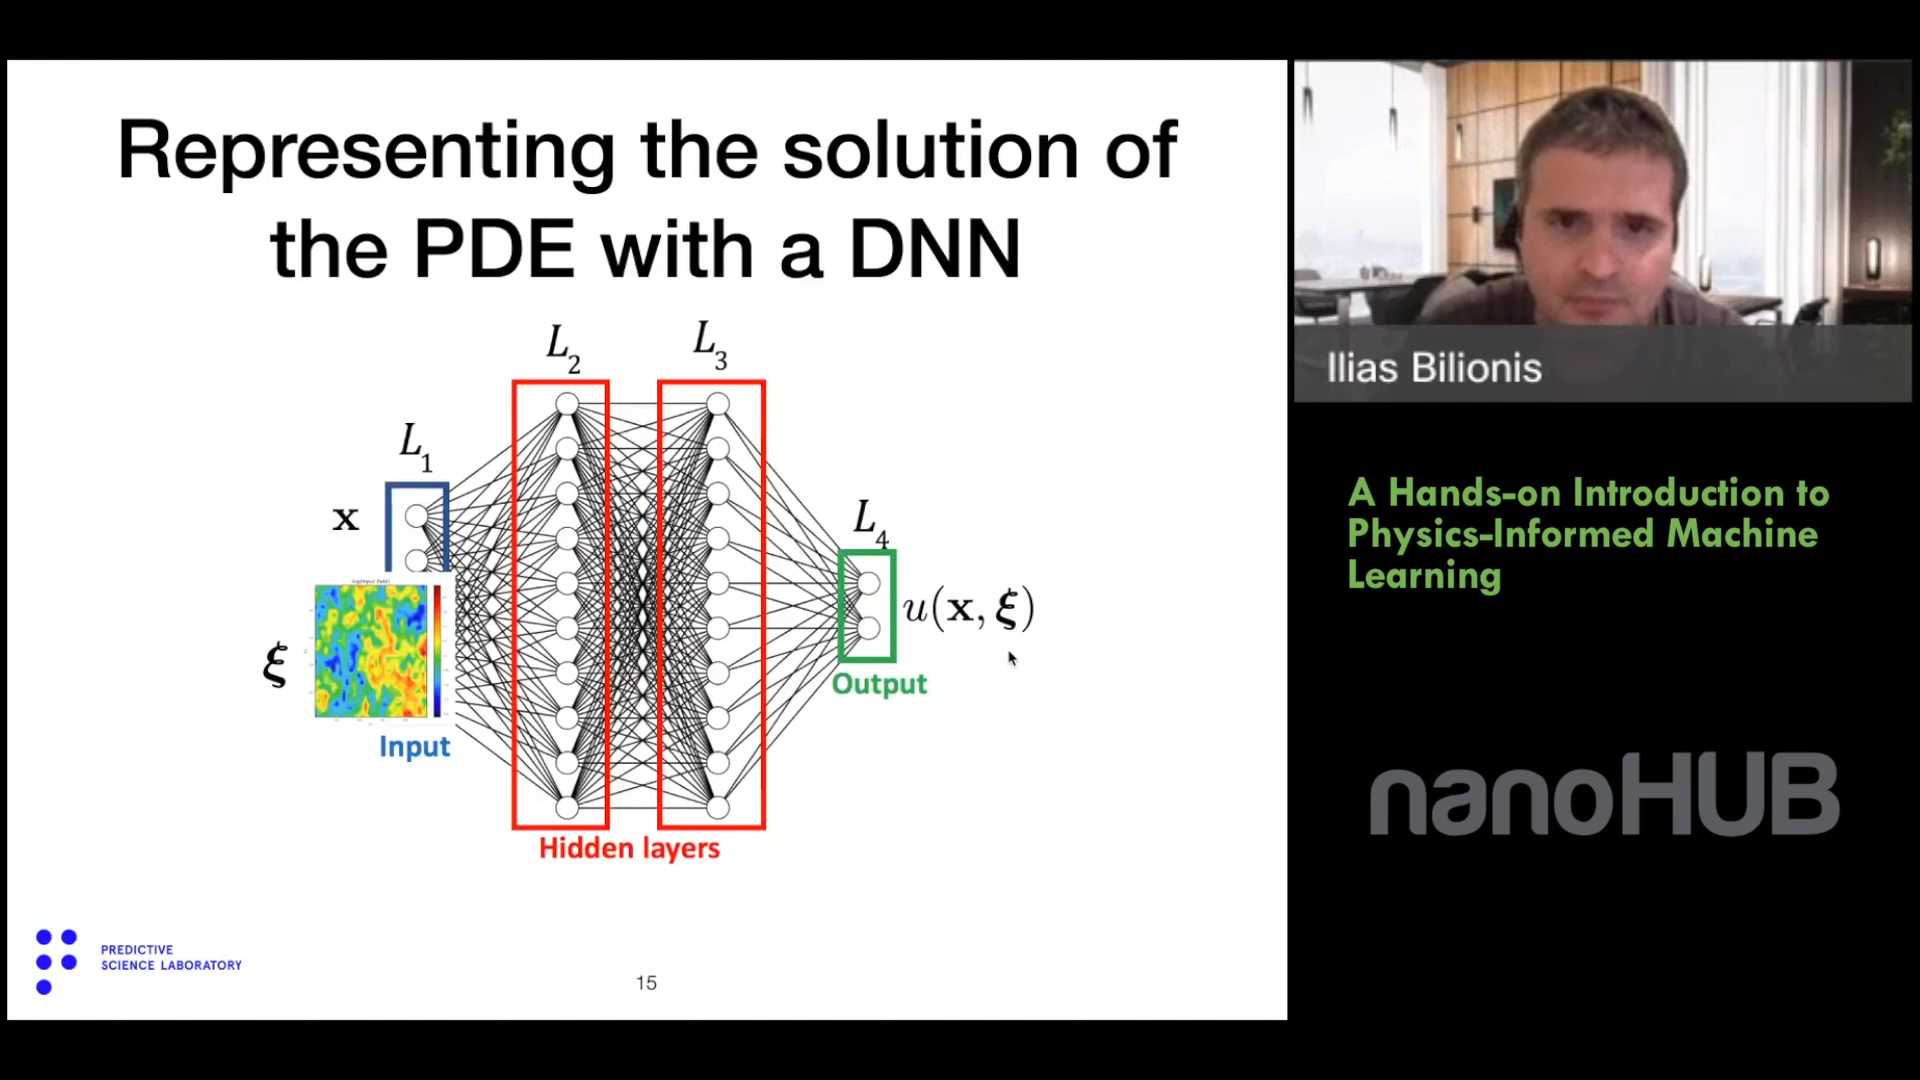 Representing the solution of
the PDE with a DNN
L2
L3
L1
x
L4
u(x, ξ)
ξ
Output
Input
Hidden layers
PREDICTIVE
SCIENCE LABORATORY
15
Ilias Bilionis
A Hands-on Introduction to
Physics-Informed Machine
Learning
nanoHUB